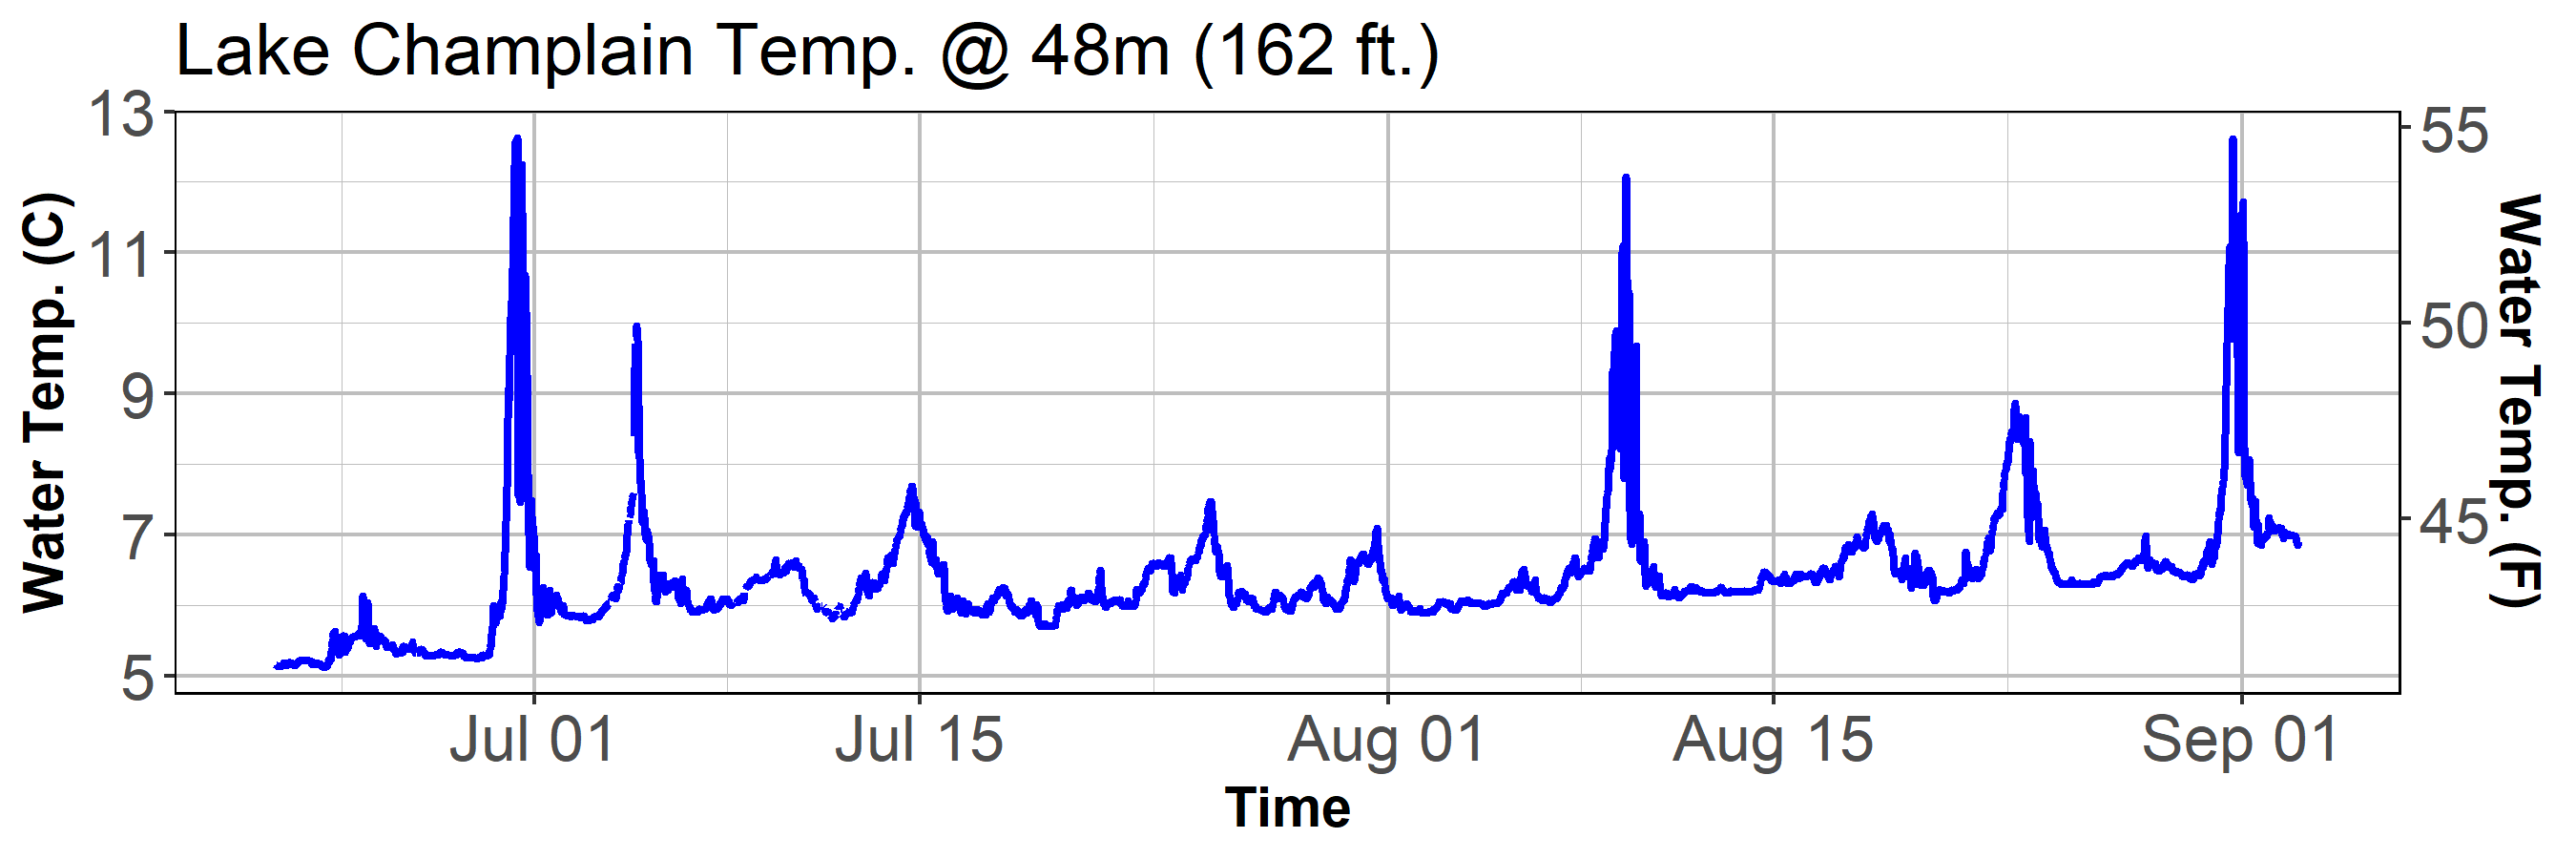 Lake Champlain Temp. @ 48m (162 ft.)
Water Temp. (C)
13
11
9
7
5
55
50
45
Water Temp. (F)
Jul 01
Jul 15
Aug 01
Aug 15
Sep 01
Time